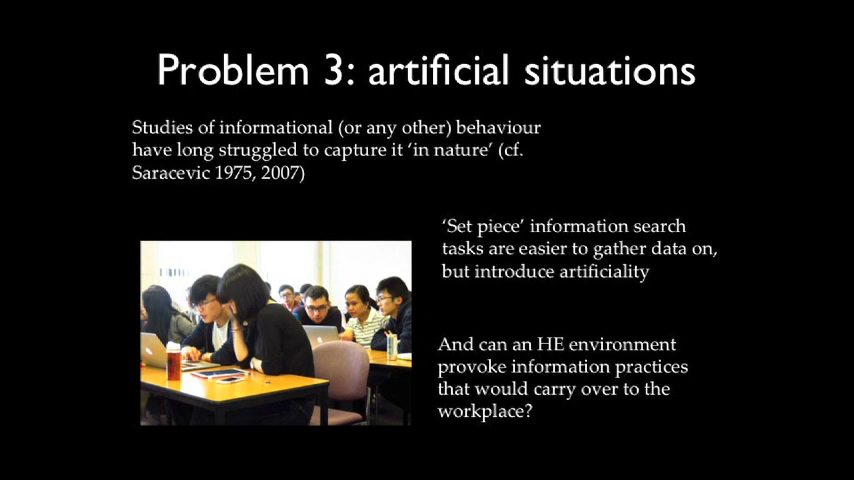 Problem 3: artificial situations
Studies of informational (or any other) behaviour
have long struggled to capture it ‘in nature’ (cf.
Saracevic 1975, 2007)
‘Set piece’ information search
tasks are easier to gather data on,
but introduce artificiality
And can an HE environment
provoke information practices
that would carry over to the
workplace?